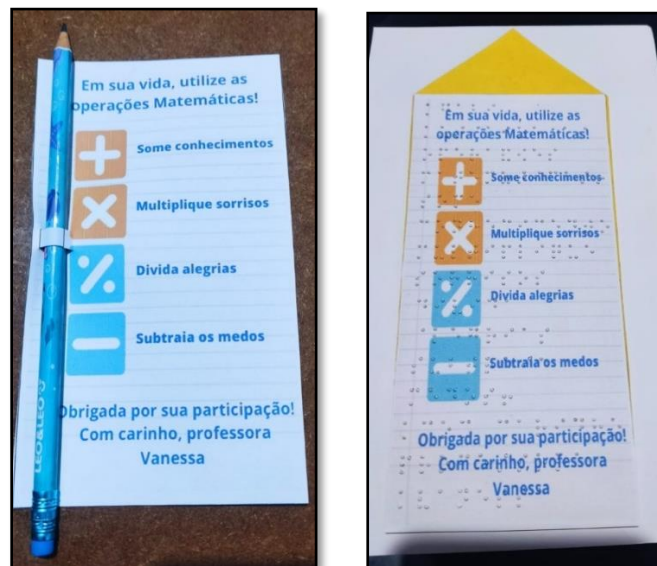 Em sua vida, utilize as
operações Matemáticas!
Some conhecimentos
Multiplique sorrisos
Divida alegrias
Subtraia os medos
Obrigada por sua participação!
Com carinho, professora
Vanessa
LEO&LEO
Em sua vida, utilize as
operações Matemáticas!
Some conhecimentos
Multiplique sorrisos
Divida alegrias
Subtraia os medos
Obrigada por sua participação!
Com carinho, professora
Vanessa